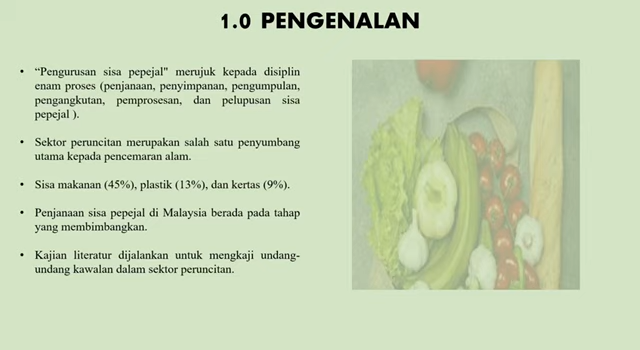 1.0 PENGENALAN
• “Pengurusan sisa pepejal" merujuk kepada disiplin
enam proses (penjanaan, penyimpanan, pengumpulan,
pengangkutan, pemprosesan, dan pelupusan sisa
pepejal ).
• Sektor peruncitan merupakan salah satu penyumbang
utama kepada pencemaran alam.
• Sisa makanan (45%), plastik (13%), dan kertas (9%).
• Penjanaan sisa pepejal di Malaysia berada pada tahap
yang membimbangkan.
• Kajian literatur dijalankan untuk mengkaji undang-
undang kawalan dalam sektor peruncitan.